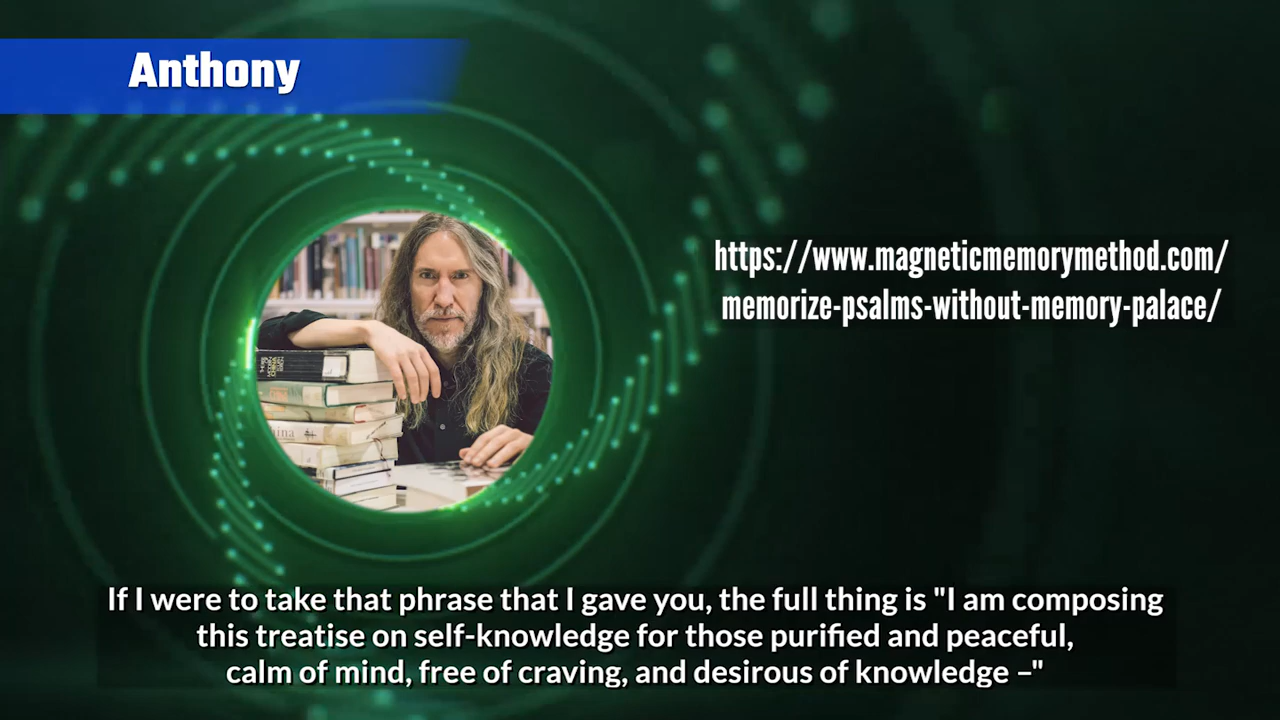 Anthony
https://www.magneticmemorymethod.com/
memorize-psalms-without-memory-palace/
If I were to take that phrase that I gave you, the full thing is "I am composing
this treatise on self-knowledge for those purified and peaceful,
calm of mind, free of craving, and desirous of knowledge –"